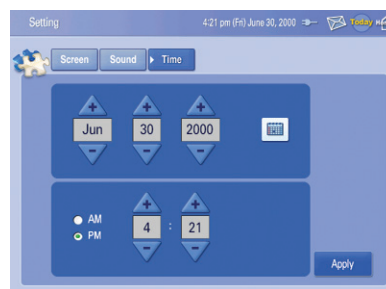 Setting 4:21 pm (Fri) June 30, 2000 Today
Screen Sound Time
Jun 30 2000
AM
PM
4 : 21
Apply